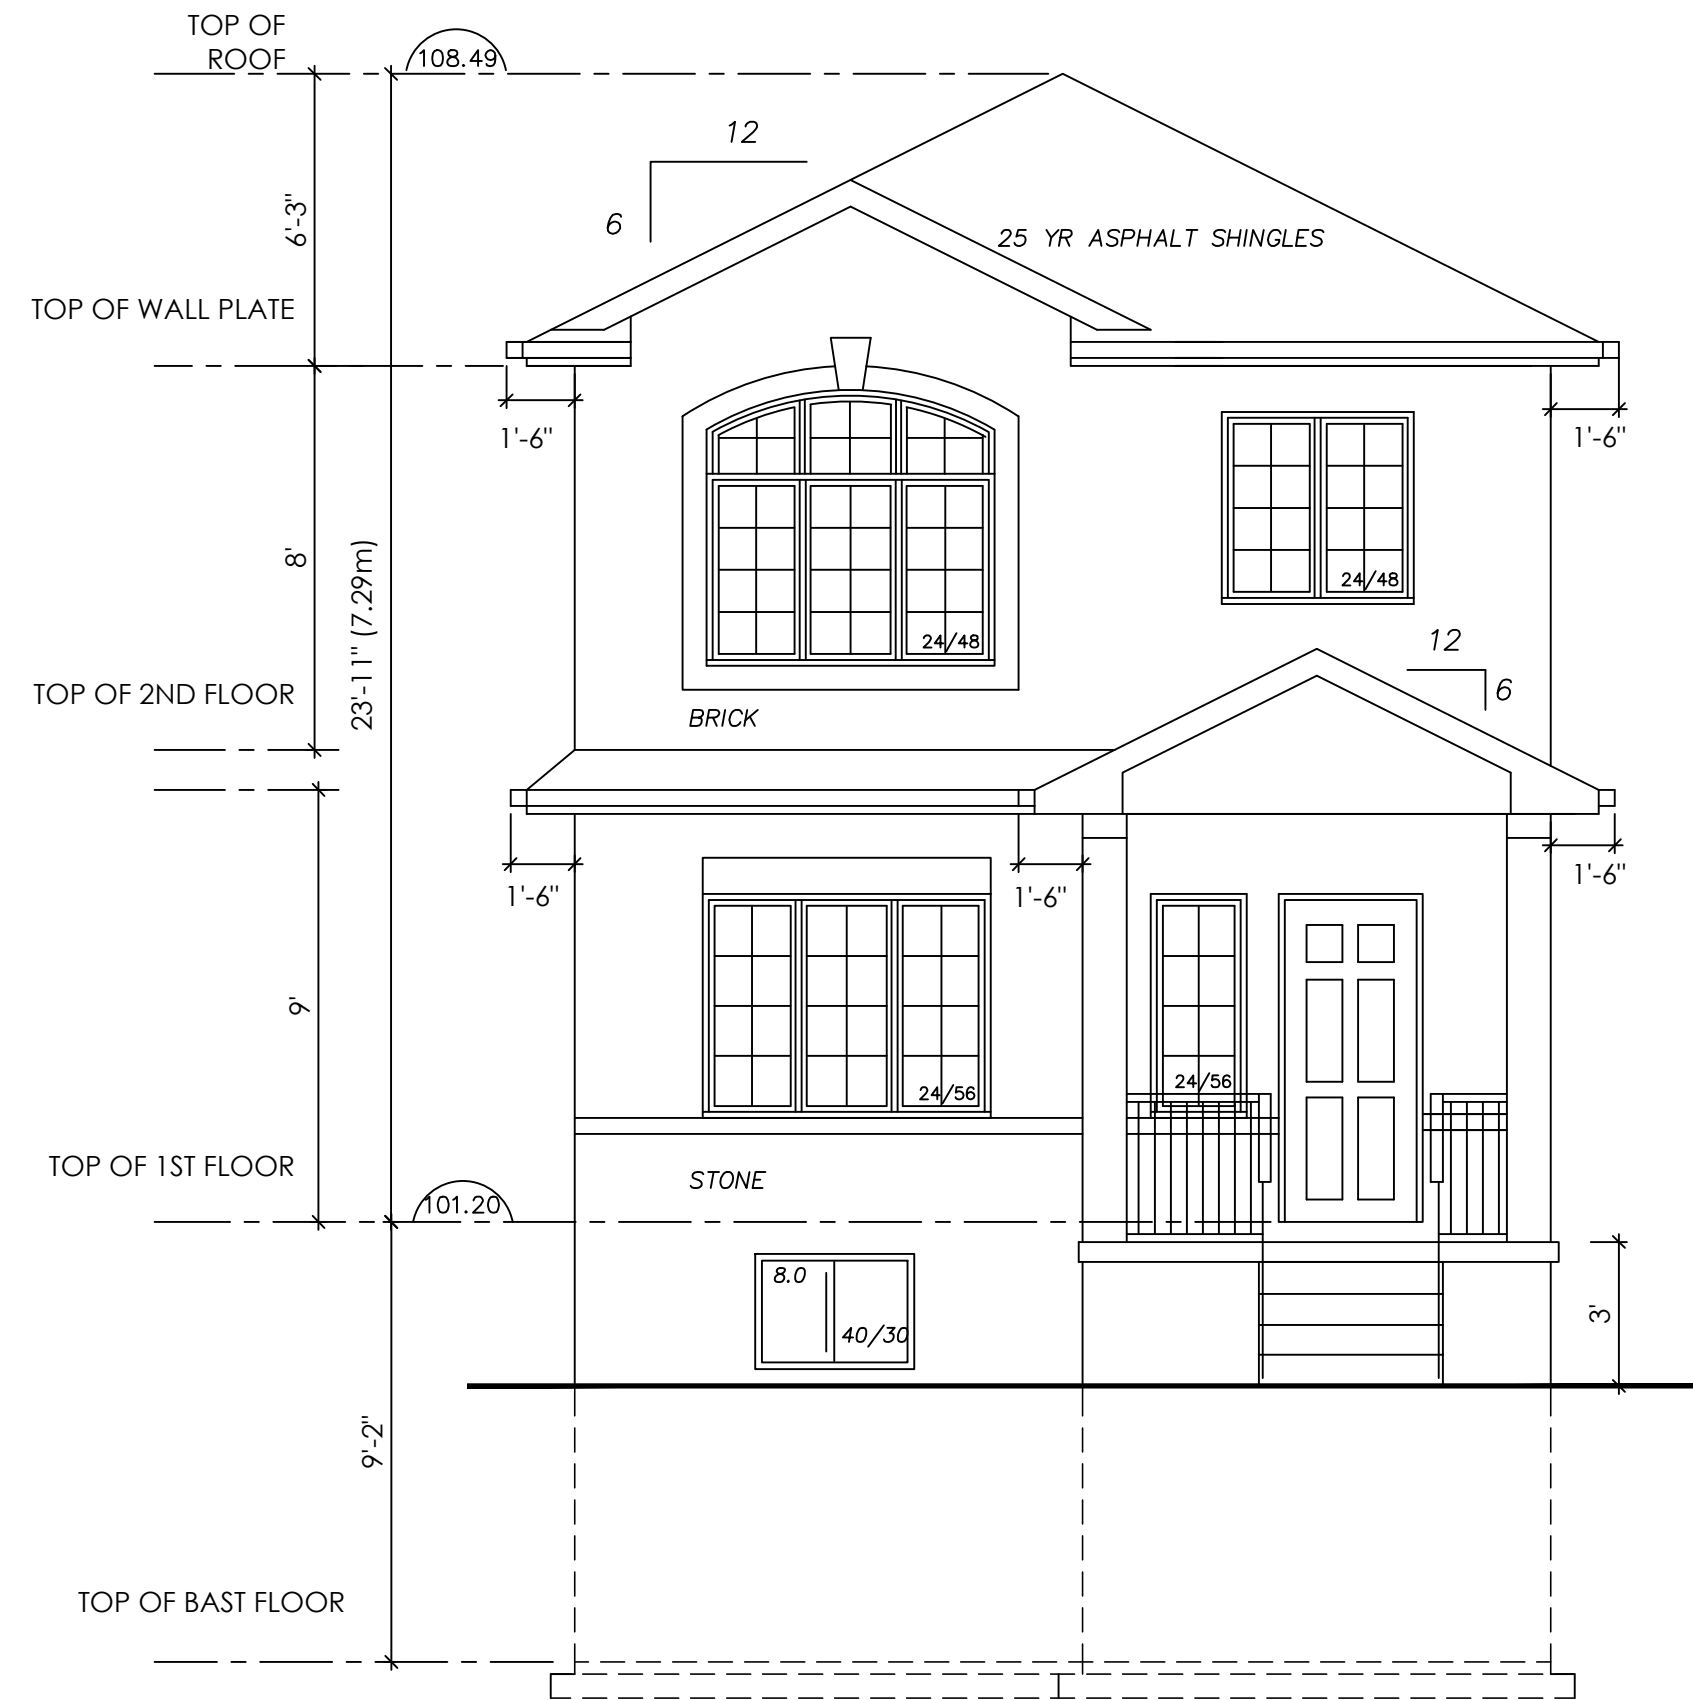 TOP OF
ROOF
108.49
12
6
6'-3"
25 YR ASPHALT SHINGLES
TOP OF WALL PLATE
1'-6"
1'-6"
8'
23'-11" (7.29m)
24/48
24/48
12
6
TOP OF 2ND FLOOR
BRICK
1'-6"
1'-6"
1'-6"
9'
24/56
24/56
TOP OF 1ST FLOOR
STONE
101.20
8.0
40/30
3'
9'-2"
TOP OF BAST FLOOR